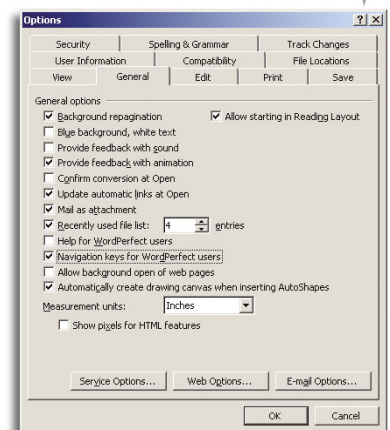 Options
Security Spelling & Grammar Track Changes
User Information Compatibility File Locations
View General Edit Print Save
General options
Background repagination Allow starting in Reading Layout
Blue background, white text
Provide feedback with sound
Provide feedback with animation
Confirm conversion at Open
Update automatic links at Open
Mail as attachment
Recently used file list: 4 entries
Help for WordPerfect users
Navigation keys for WordPerfect users
Allow background open of web pages
Automatically create drawing canvas when inserting AutoShapes
Measurement units: Inches
Show pixels for HTML features
Service Options... Web Options... E-mail Options...
OK Cancel